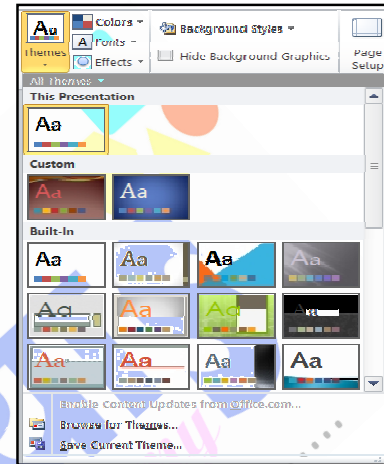 Colors
Background Styles
Fonts
Themes
Effects
Hide Background Graphics
Page
Setup
All Themes
This Presentation
Aa
Custom
Aa Aa
Built-In
Aa Aa Aa Aa
Aa Aa Aa
Aa Aa Aa Aa
Enable Content Updates from Office.com...
Browse for Themes...
Save Current Theme...